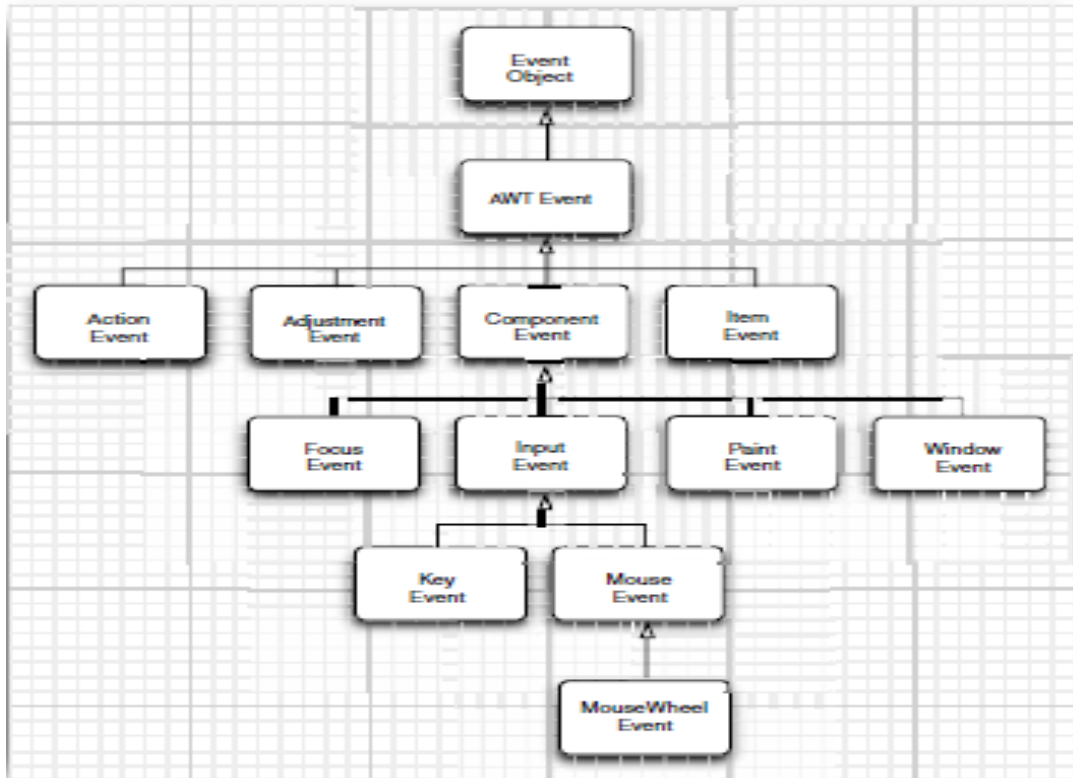 Event
Object
AWT Event
Action
Event
Adjustment
Event
Component
Event
Item
Event
Focus
Event
Input
Event
Paint
Event
Window
Event
Key
Event
Mouse
Event
MouseWheel
Event